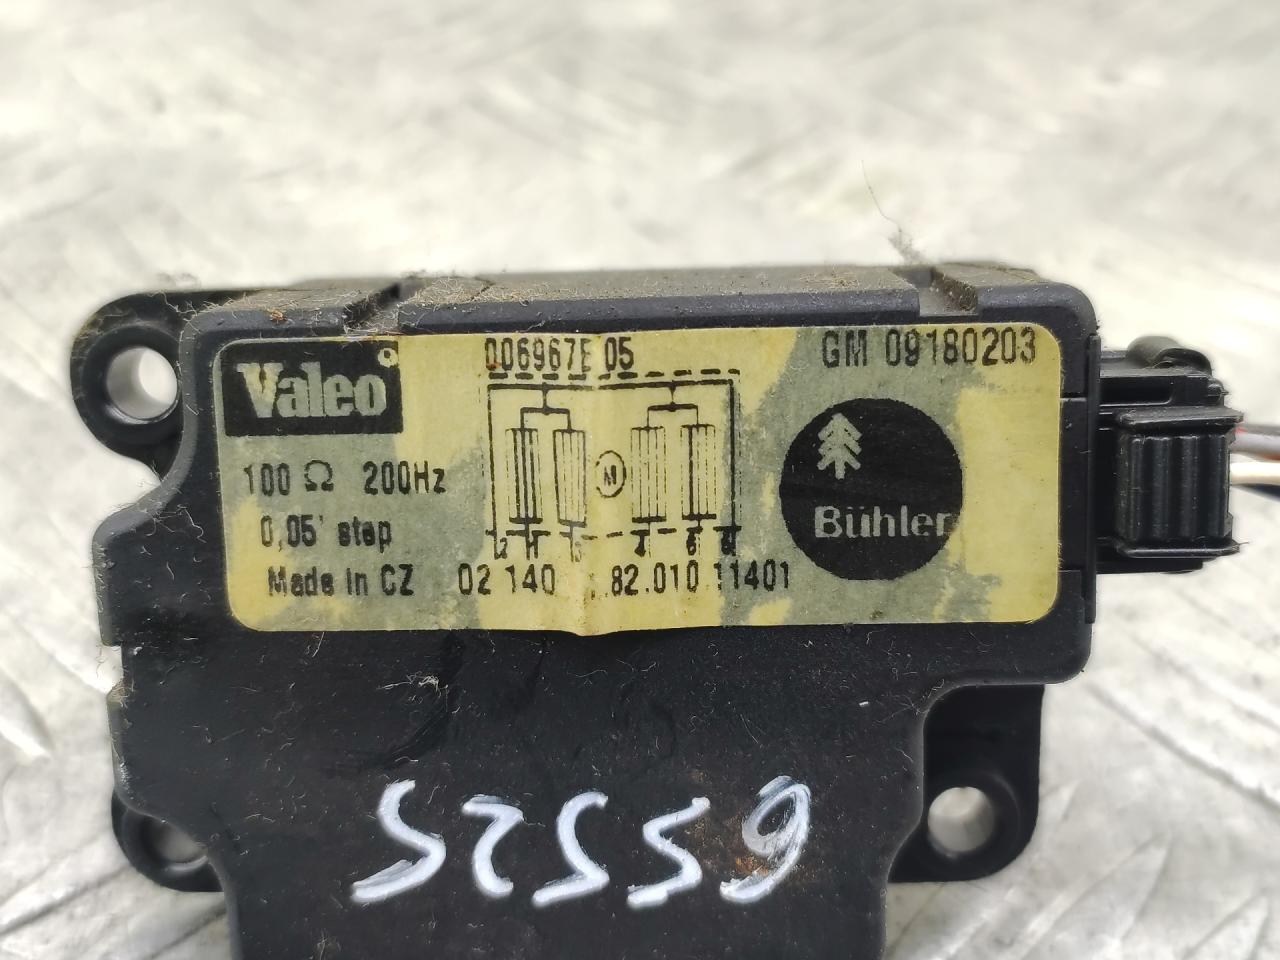 Valeo
006967E 05
GM 09180203
100 Ω 200Hz
0,05' step
M
Bühler
Made in CZ 02 140 82.010 11401
52559